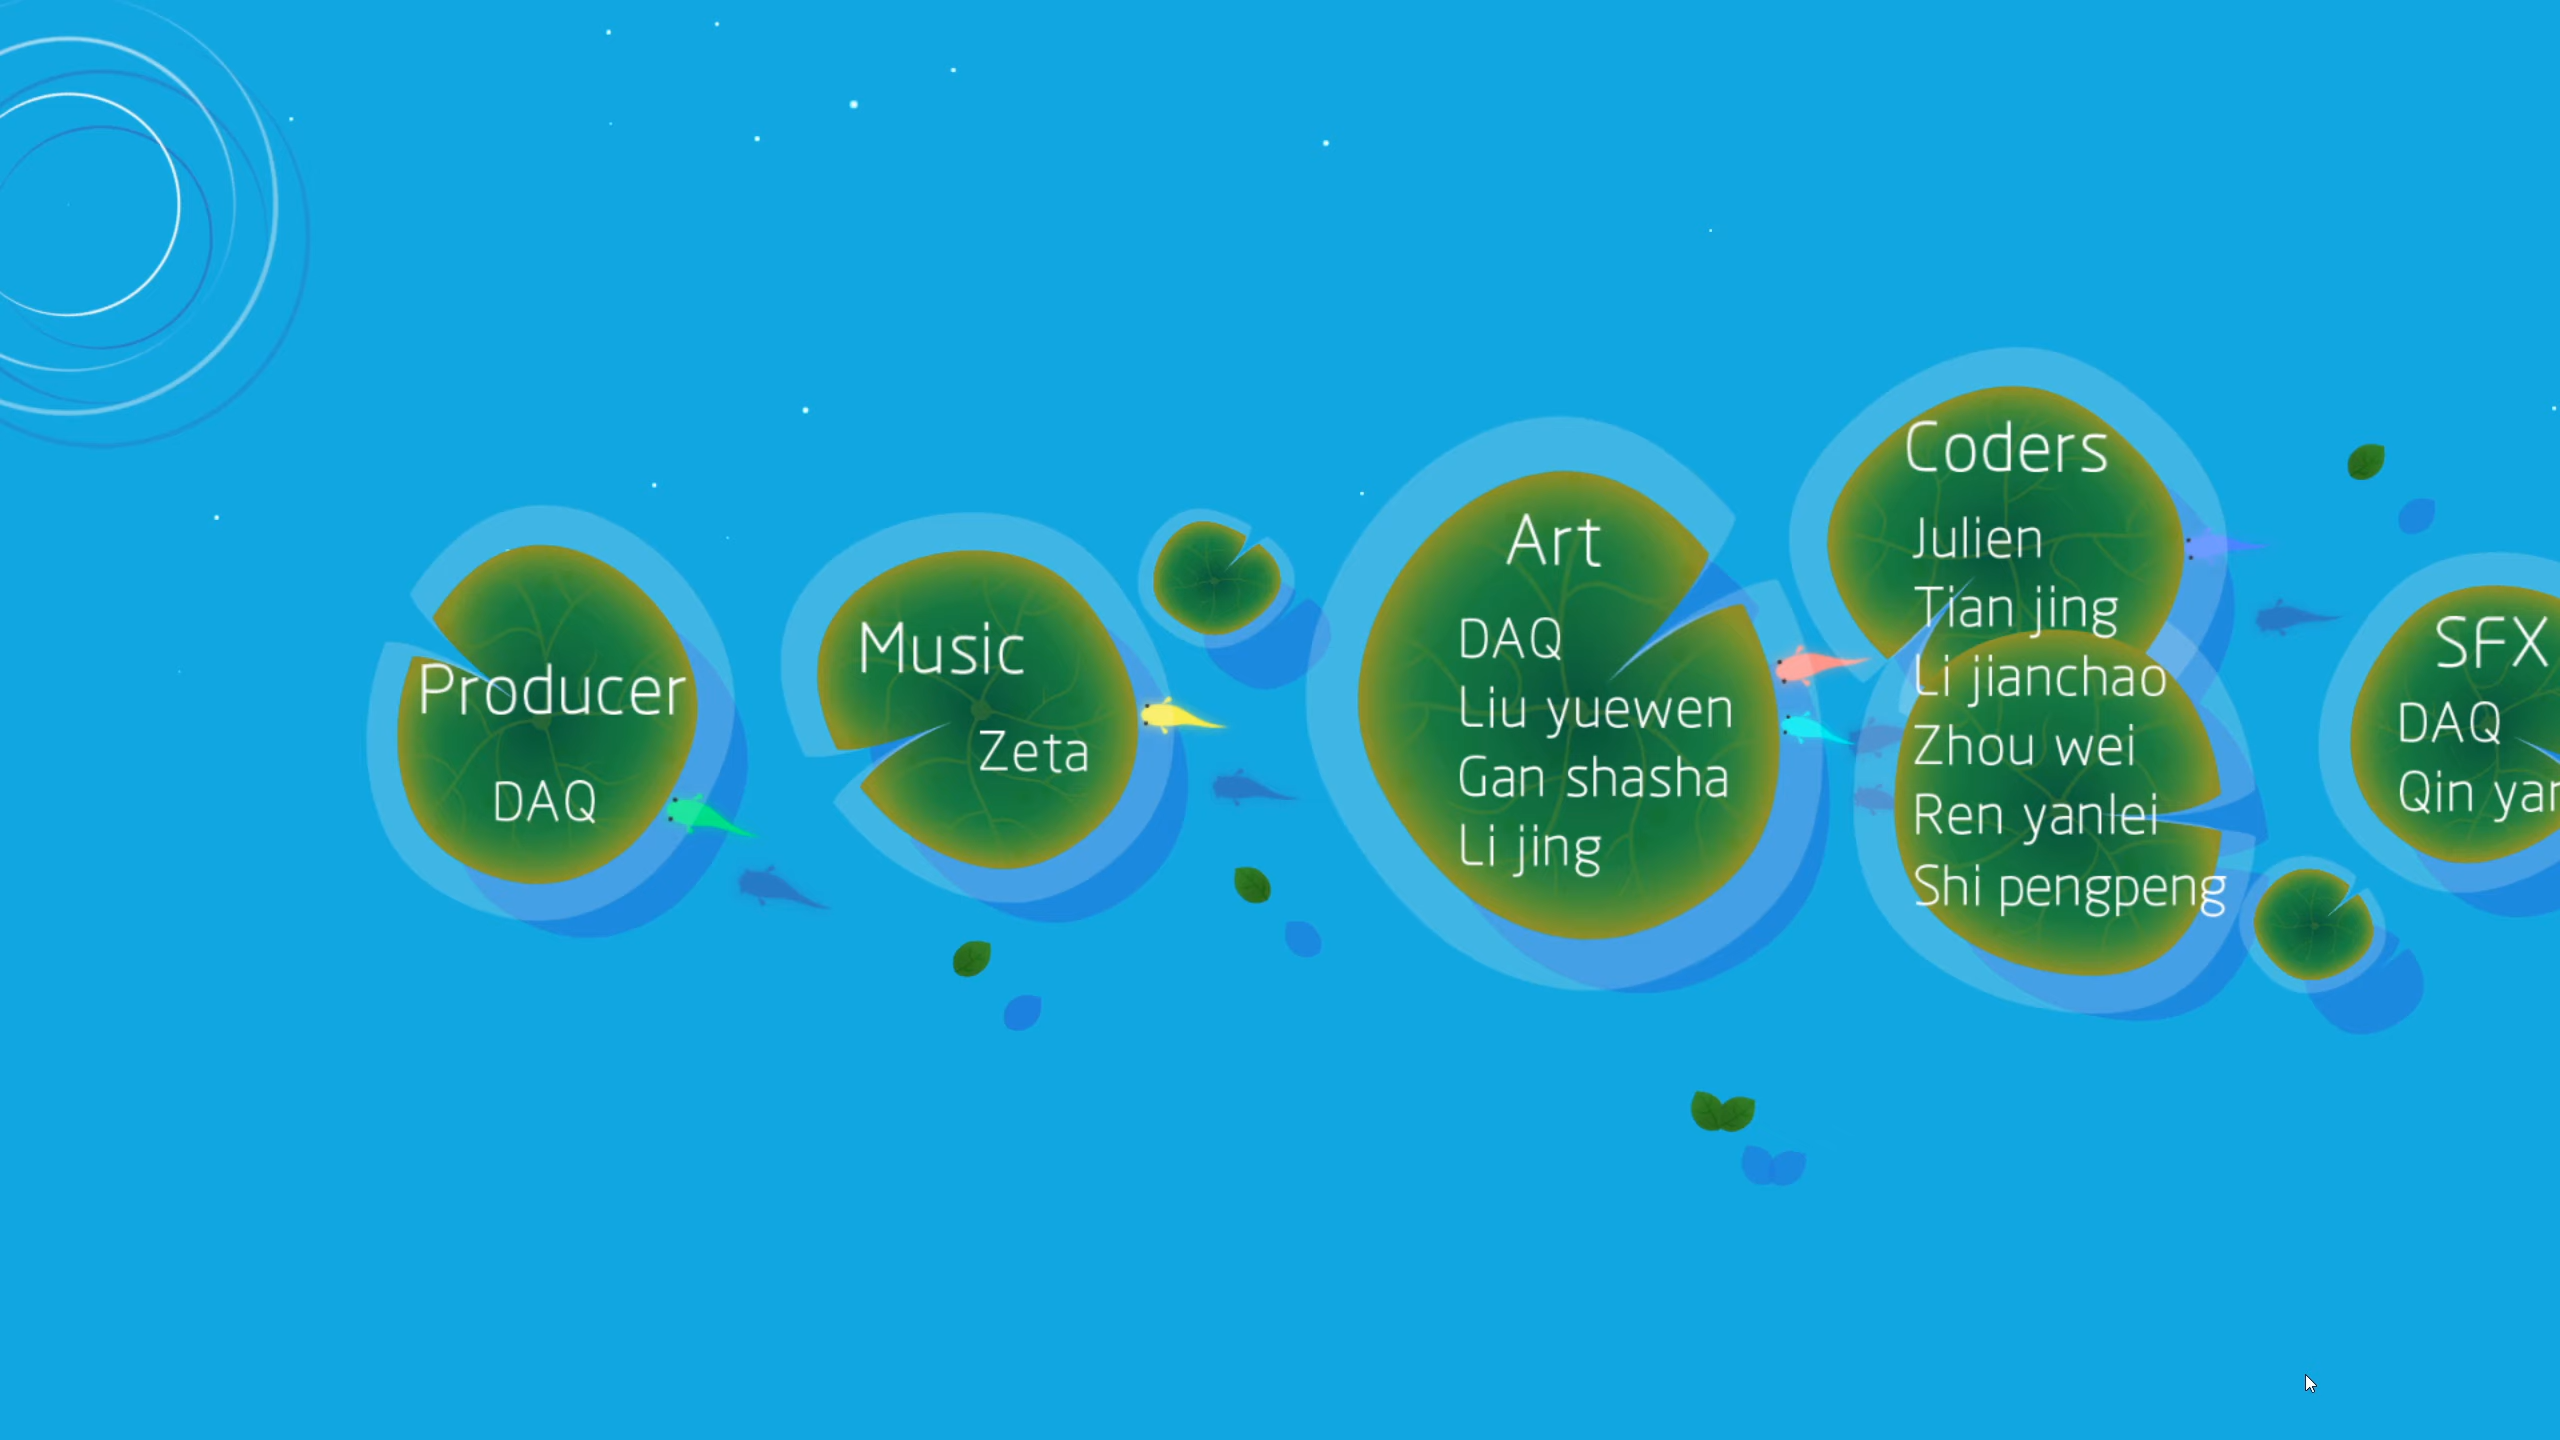 Producer
DAQ
Music
Zeta
Art
DAQ
Liu yuewen
Gan shasha
Li jing
Coders
Julien
Tian jing
Li jianchao
Zhou wei
Ren yanlei
Shi pengpeng
SFX
DAQ
Qin